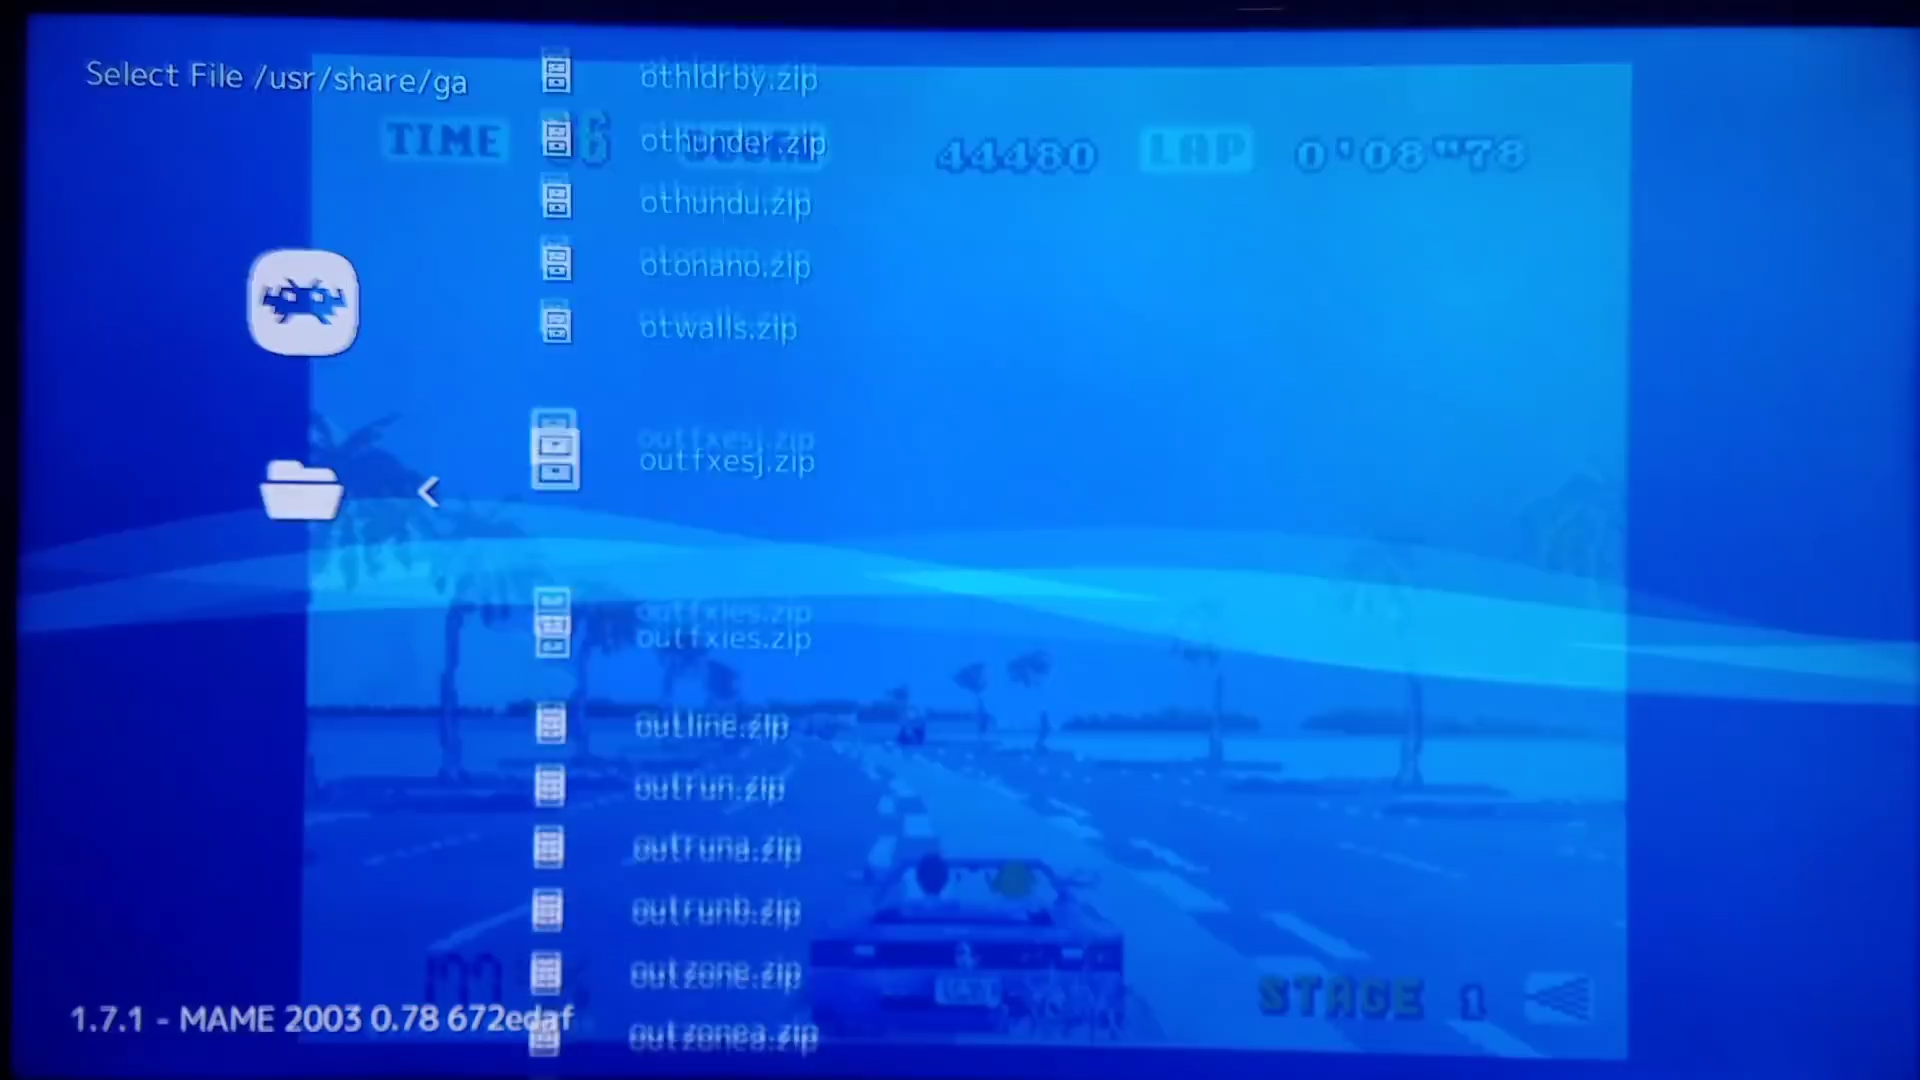 Select File /usr/share/ga
othldrby.zip
othunder.zip
othundu.zip
otonano.zip
otwalls.zip
outfxesj.zip
outfxies.zip
outline.zip
outrun.zip
outruna.zip
outrunb.zip
outzone.zip
outzonea.zip
TIME
44480 LAP 0'08"78
STAGE 1
1.7.1 - MAME 2003 0.78 672edaf